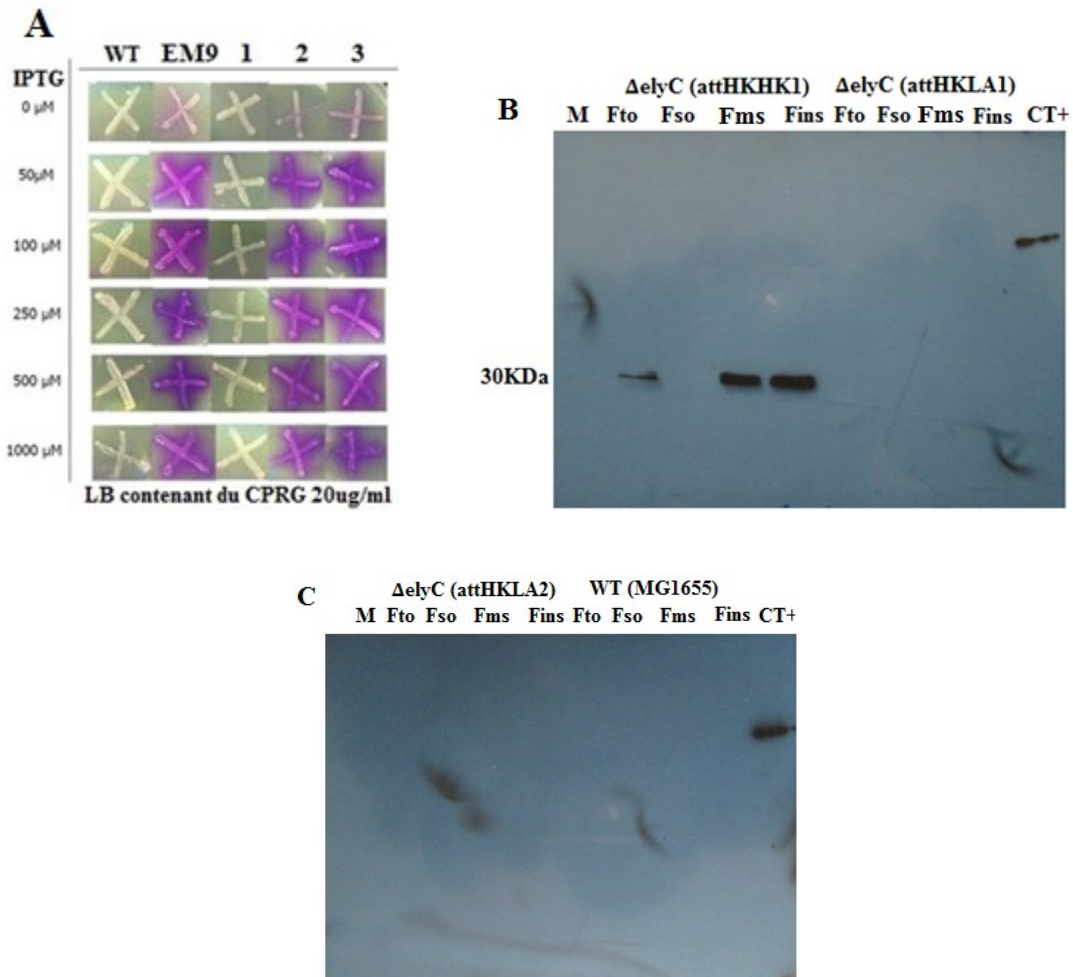 A
WT EM9 1 2 3
IPTG
0 µM
50µM
100 µM
250 µM
500 µM
1000 µM
LB contenant du CPRG 20ug/ml
B
ΔelyC (attHKHK1) ΔelyC (attHKLA1)
M Fto Fso Fms Fins Fto Fso Fms Fins CT+
30KDa
C
ΔelyC (attHKLA2) WT (MG1655)
M Fto Fso Fms Fins Fto Fso Fms Fins CT+